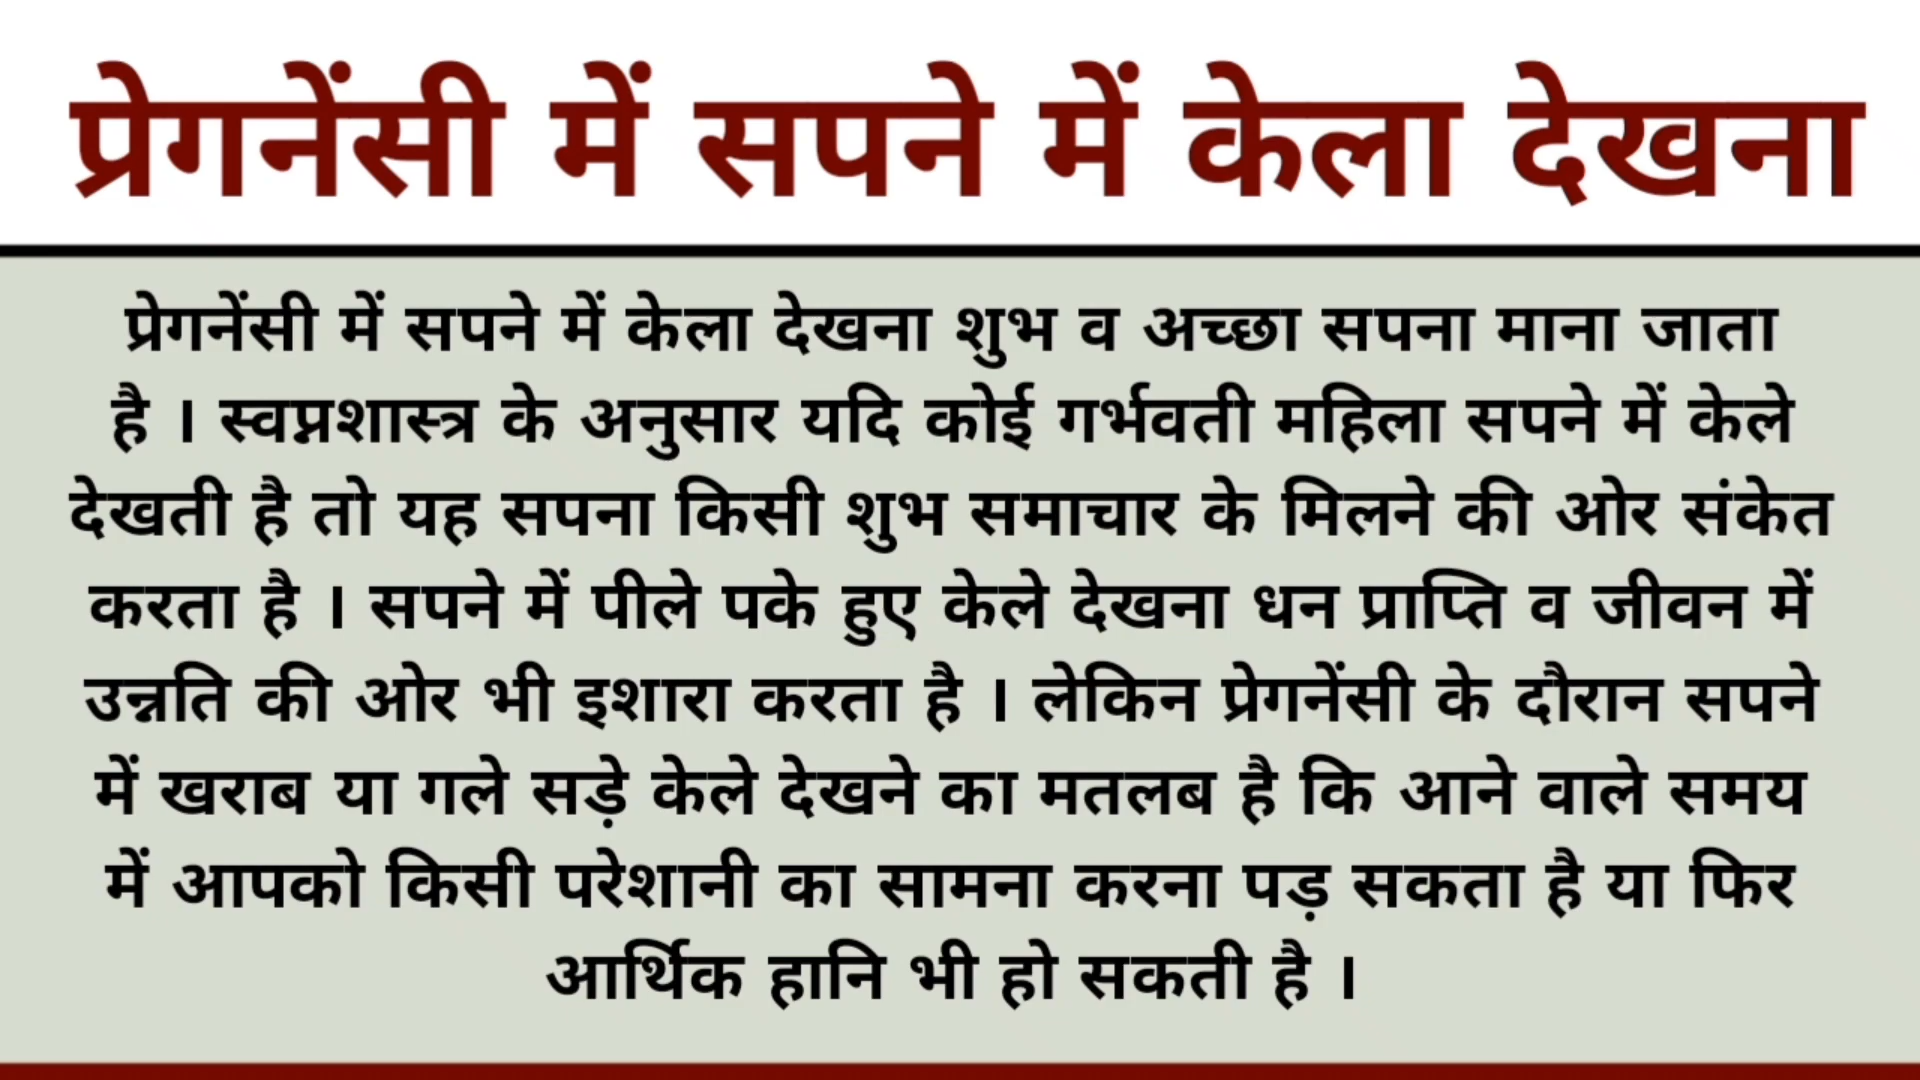 प्रेगनेंसी में सपने में केला देखना
प्रेगनेंसी में सपने में केला देखना शुभ व अच्छा सपना माना जाता
है । स्वप्नशास्त्र के अनुसार यदि कोई गर्भवती महिला सपने में केले
देखती है तो यह सपना किसी शुभ समाचार के मिलने की ओर संकेत
करता है । सपने में पीले पके हुए केले देखना धन प्राप्ति व जीवन में
उन्नति की ओर भी इशारा करता है । लेकिन प्रेगनेंसी के दौरान सपने
में खराब या गले सड़े केले देखने का मतलब है कि आने वाले समय
में आपको किसी परेशानी का सामना करना पड़ सकता है या फिर
आर्थिक हानि भी हो सकती है ।